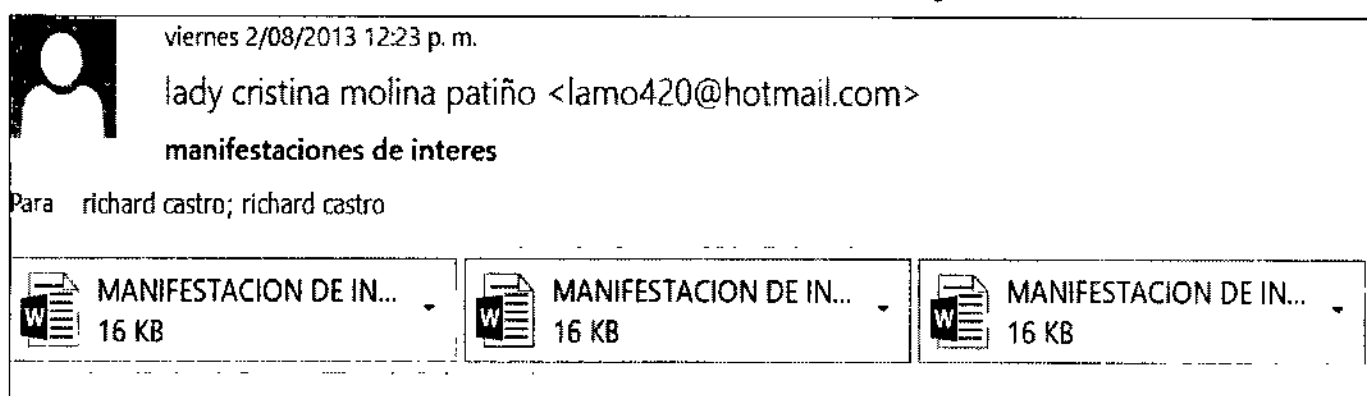 viernes 2/08/2013 12:23 p. m.
lady cristina molina patiño <lamo420@hotmail.com>
manifestaciones de interes
Para richard castro; richard castro
MANIFESTACION DE IN... MANIFESTACION DE IN... MANIFESTACION DE IN...
16 KB 16 KB 16 KB